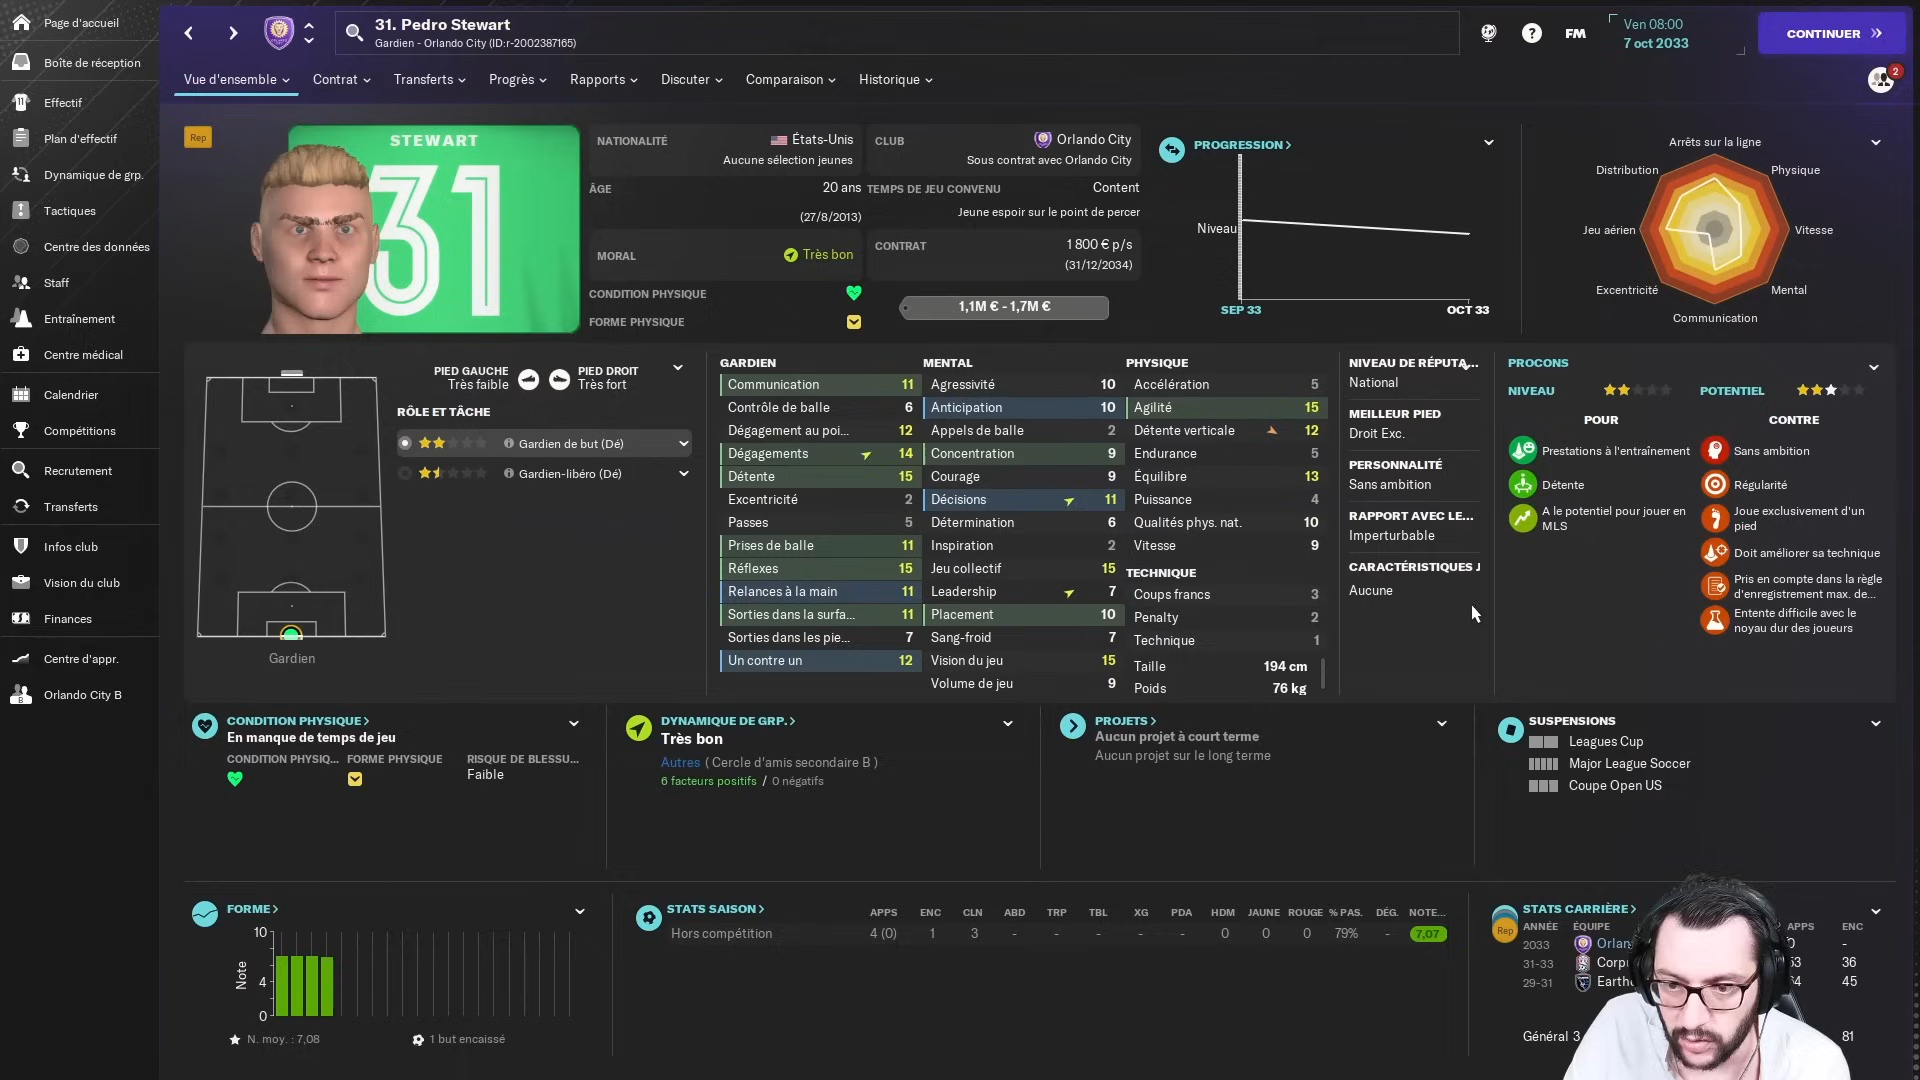 Page d'accueil
Boîte de réception
Effectif
Plan d'effectif
Dynamique de grp.
Tactiques
Centre des données
Staff
Entraînement
Centre médical
Calendrier
Compétitions
Recrutement
Transferts
Infos club
Vision du club
Finances
Centre d'appr.
Orlando City B
31. Pedro Stewart
Gardien - Orlando City (ID:r-2002387165)
FM
Ven 08:00
7 oct 2033
CONTINUER
2
Vue d'ensemble
Contrat
Transferts
Progrès
Rapports
Discuter
Comparaison
Historique
Rep
STEWART
31
NATIONALITÉ
États-Unis
Aucune sélection jeunes
ÂGE
20 ans
(27/8/2013)
MORAL
Très bon
CONDITION PHYSIQUE
FORME PHYSIQUE
CLUB
Orlando City
Sous contrat avec Orlando City
TEMPS DE JEU CONVENU
Content
Jeune espoir sur le point de percer
CONTRAT
1 800 € p/s
(31/12/2034)
1,1M € - 1,7M €
PROGRESSION >
Niveau
SEP 33
OCT 33
Arrêts sur la ligne
Distribution
Physique
Jeu aérien
Vitesse
Excentricité
Mental
Communication
PIED GAUCHE
Très faible
PIED DROIT
Très fort
RÔLE ET TÂCHE
Gardien de but (Dé)
Gardien-libéro (Dé)
Gardien
GARDIEN
Communication 11
Contrôle de balle 6
Dégagement au poi... 12
Dégagements 14
Détente 15
Excentricité 2
Passes 5
Prises de balle 11
Réflexes 15
Relances à la main 11
Sorties dans la surfa... 11
Sorties dans les pie... 7
Un contre un 12
MENTAL
Agressivité 10
Anticipation 10
Appels de balle 2
Concentration 9
Courage 9
Décisions 11
Détermination 6
Inspiration 2
Jeu collectif 15
Leadership 7
Placement 10
Sang-froid 7
Vision du jeu 15
Volume de jeu 9
PHYSIQUE
Accélération 5
Agilité 15
Détente verticale 12
Endurance 5
Équilibre 13
Puissance 4
Qualités phys. nat. 10
Vitesse 9
TECHNIQUE
Coups francs 3
Penalty 2
Technique 1
Taille 194 cm
Poids 76 kg
NIVEAU DE RÉPUTA...
National
MEILLEUR PIED
Droit Exc.
PERSONNALITÉ
Sans ambition
RAPPORT AVEC LE...
Imperturbable
CARACTÉRISTIQUES J
Aucune
PROCONS
NIVEAU
POTENTIEL
POUR
Prestations à l'entraînement
Détente
A le potentiel pour jouer en
MLS
CONTRE
Sans ambition
Régularité
Joue exclusivement d'un
pied
Doit améliorer sa technique
Pris en compte dans la règle
d'enregistrement max. de...
Entente difficile avec le
noyau dur des joueurs
CONDITION PHYSIQUE >
En manque de temps de jeu
CONDITION PHYSIQ...
FORME PHYSIQUE
RISQUE DE BLESSU...
Faible
DYNAMIQUE DE GRP. >
Très bon
Autres ( Cercle d'amis secondaire B )
6 facteurs positifs / 0 négatifs
PROJETS >
Aucun projet à court terme
Aucun projet sur le long terme
SUSPENSIONS
Leagues Cup
Major League Soccer
Coupe Open US
FORME >
10
Note
4
0
N. moy. : 7,08
1 but encaissé
STATS SAISON >
APPS ENC CLN ABD TRP TBL XG PDA HDM JAUNE ROUGE % PAS. DÉG. NOTE...
Hors compétition 4 (0) 1 3 - - - - - 0 0 0 79% - 7,07
Rep
STATS CARRIÈRE >
ANNÉE ÉQUIPE APPS ENC
2033 -
31-33 36
29-31 45
Général 81